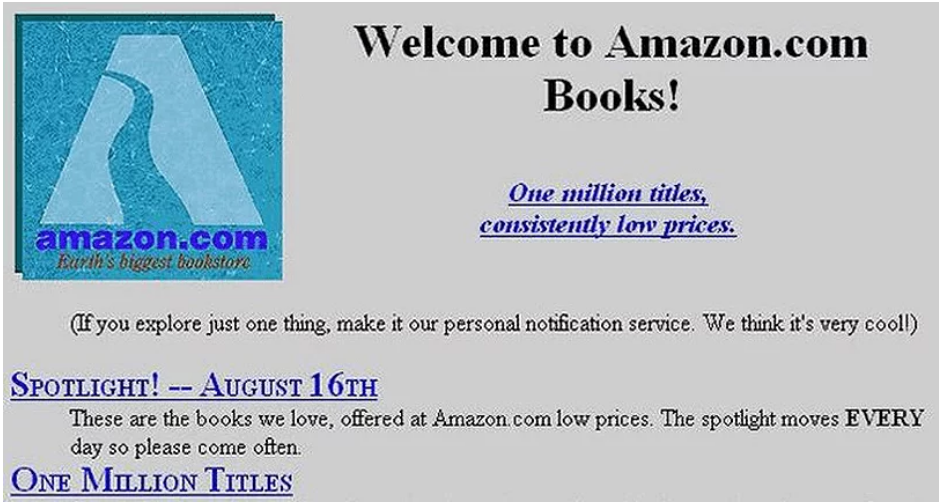 amazon.com
Earth's biggest bookstore
Welcome to Amazon.com
Books!
One million titles,
consistently low prices.
(If you explore just one thing, make it our personal notification service. We think it's very cool!)
SPOTLIGHT! -- AUGUST 16TH
These are the books we love, offered at Amazon.com low prices. The spotlight moves EVERY
day so please come often.
ONE MILLION TITLES